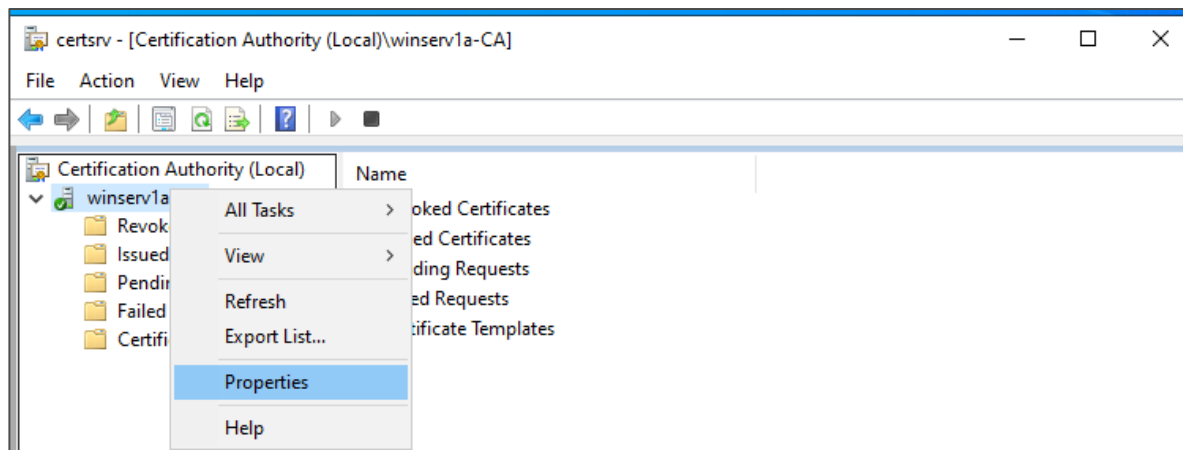 certsrv - [Certification Authority (Local)\winserv1a-CA]
File Action View Help
Certification Authority (Local)
winserv1a
Revok
Issued
Pendin
Failed
Certifi
All Tasks
View
Refresh
Export List...
Properties
Help
Name
oked Certificates
ed Certificates
ding Requests
ed Requests
tificate Templates